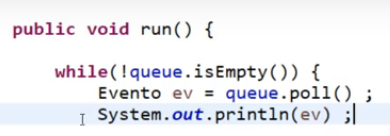 public void run() {
while(!queue.isEmpty()) {
Evento ev = queue.poll() ;
System.out.println(ev) ;